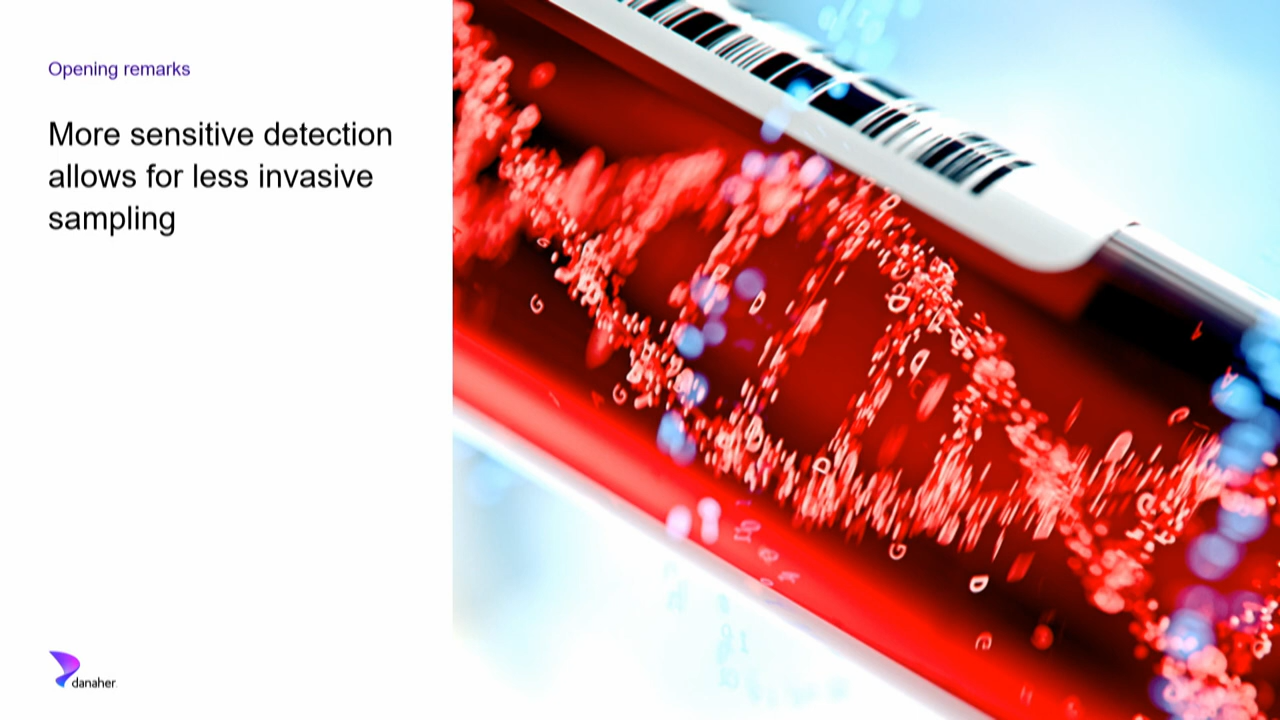 Opening remarks
More sensitive detection
allows for less invasive
sampling
danaher